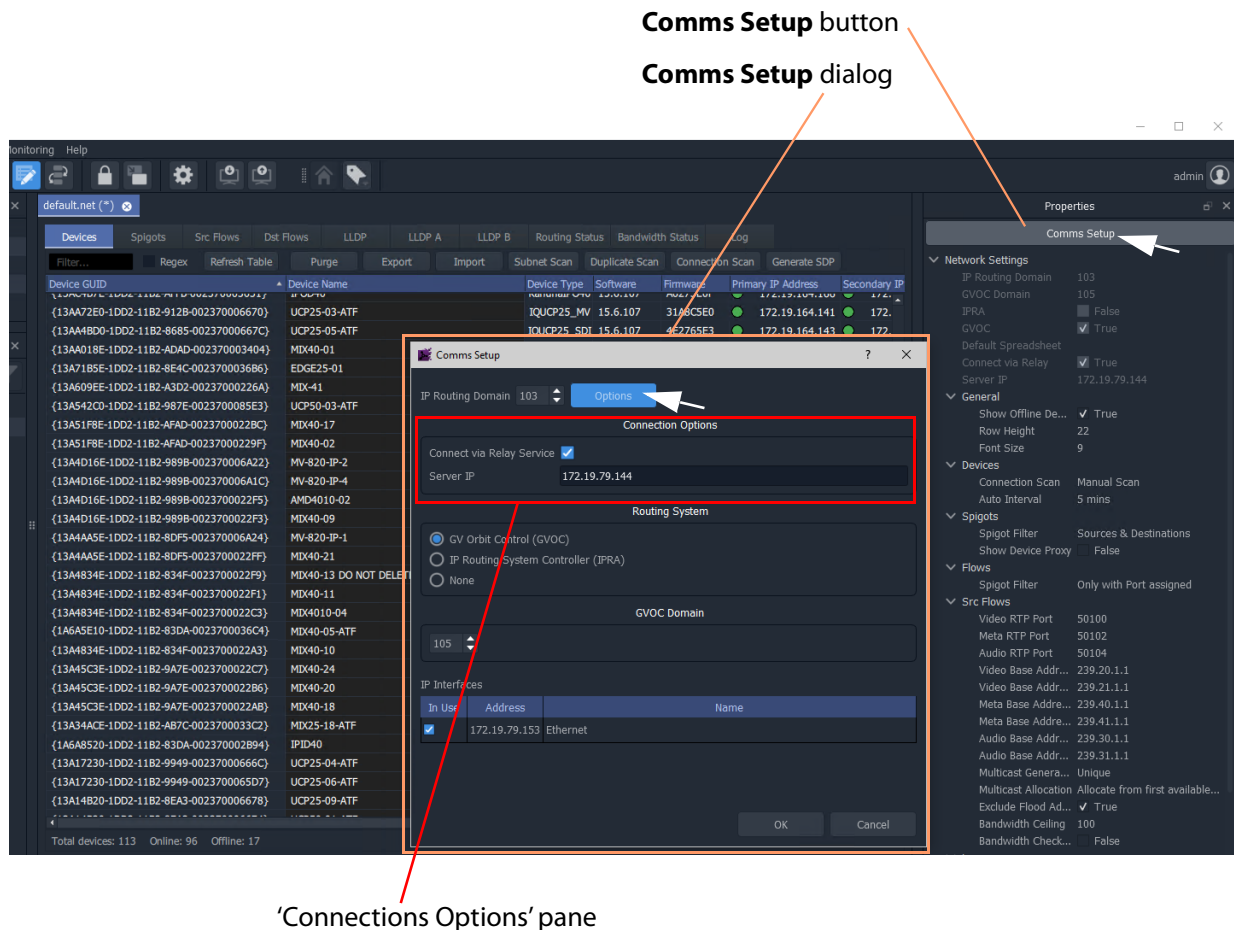 Comms Setup button
Comms Setup dialog
Monitoring Help
admin
default.net (*)
Properties
Comms Setup
Devices Spigots Src Flows Dst Flows LLDP LLDP A LLDP B Routing Status Bandwidth Status Log
Filter... Regex Refresh Table Purge Export Import Subnet Scan Duplicate Scan Connection Scan Generate SDP
Device GUID Device Name Device Type Software Firmware Primary IP Address Secondary IP
{13AA72E0-1DD2-11B2-912B-002370006670} UCP25-03-ATF IQUCP25_MV 15.6.107 31A8C5E0 172.19.164.141 172.
{13AA4BD0-1DD2-11B2-8685-00237000667C} UCP25-05-ATF IQUCP25_SDI 15.6.107 4E2765E3 172.19.164.143 172.
{13AA018E-1DD2-11B2-ADAD-002370003404} MIX40-01
{13A71B5E-1DD2-11B2-8E4C-0023700036B6} EDGE25-01
{13A609EE-1DD2-11B2-A3D2-00237000226A} MIX-41
{13A542C0-1DD2-11B2-987E-0023700085E3} UCP50-03-ATF
{13A51F8E-1DD2-11B2-AFAD-0023700022BC} MIX40-17
{13A51F8E-1DD2-11B2-AFAD-00237000229F} MIX40-02
{13A4D16E-1DD2-11B2-989B-002370006A22} MV-820-IP-2
{13A4D16E-1DD2-11B2-989B-002370006A1C} MV-820-IP-4
{13A4D16E-1DD2-11B2-989B-0023700022F5} AMD4010-02
{13A4D16E-1DD2-11B2-989B-0023700022F3} MIX40-09
{13A4AA5E-1DD2-11B2-8DF5-002370006A24} MV-820-IP-1
{13A4AA5E-1DD2-11B2-8DF5-0023700022FF} MIX40-21
{13A4834E-1DD2-11B2-834F-0023700022F9} MIX40-13 DO NOT DELET
{13A4834E-1DD2-11B2-834F-0023700022F1} MIX40-11
{13A4834E-1DD2-11B2-834F-0023700022C3} MIX4010-04
{1A6A5E10-1DD2-11B2-83DA-0023700036C4} MIX40-05-ATF
{13A4834E-1DD2-11B2-834F-0023700022A3} MIX40-10
{13A45C3E-1DD2-11B2-9A7E-0023700022C7} MIX40-24
{13A45C3E-1DD2-11B2-9A7E-0023700022B6} MIX40-20
{13A45C3E-1DD2-11B2-9A7E-0023700022AB} MIX40-18
{13A34ACE-1DD2-11B2-AB7C-0023700033C2} MIX25-18-ATF
{1A6A8520-1DD2-11B2-83DA-002370002B94} IPID40
{13A17230-1DD2-11B2-9949-00237000666C} UCP25-04-ATF
{13A17230-1DD2-11B2-9949-0023700065D7} UCP25-06-ATF
{13A14B20-1DD2-11B2-8EA3-002370006678} UCP25-09-ATF
Total devices: 113 Online: 96 Offline: 17
Comms Setup
IP Routing Domain 103 Options
Connection Options
Connect via Relay Service
Server IP 172.19.79.144
Routing System
GV Orbit Control (GVOC)
IP Routing System Controller (IPRA)
None
GVOC Domain
105
IP Interfaces
In Use Address Name
172.19.79.153 Ethernet
OK Cancel
Network Settings
IP Routing Domain 103
GVOC Domain 105
IPRA False
GVOC True
Default Spreadsheet
Connect via Relay True
Server IP 172.19.79.144
General
Show Offline De... True
Row Height 22
Font Size 9
Devices
Connection Scan Manual Scan
Auto Interval 5 mins
Spigots
Spigot Filter Sources & Destinations
Show Device Proxy False
Flows
Spigot Filter Only with Port assigned
Src Flows
Video RTP Port 50100
Meta RTP Port 50102
Audio RTP Port 50104
Video Base Addr... 239.20.1.1
Video Base Addr... 239.21.1.1
Meta Base Addre... 239.40.1.1
Meta Base Addre... 239.41.1.1
Audio Base Addr... 239.30.1.1
Audio Base Addr... 239.31.1.1
Multicast Genera... Unique
Multicast Allocation Allocate from first available...
Exclude Flood Ad... True
Bandwidth Ceiling 100
Bandwidth Check... False
‘Connections Options’ pane